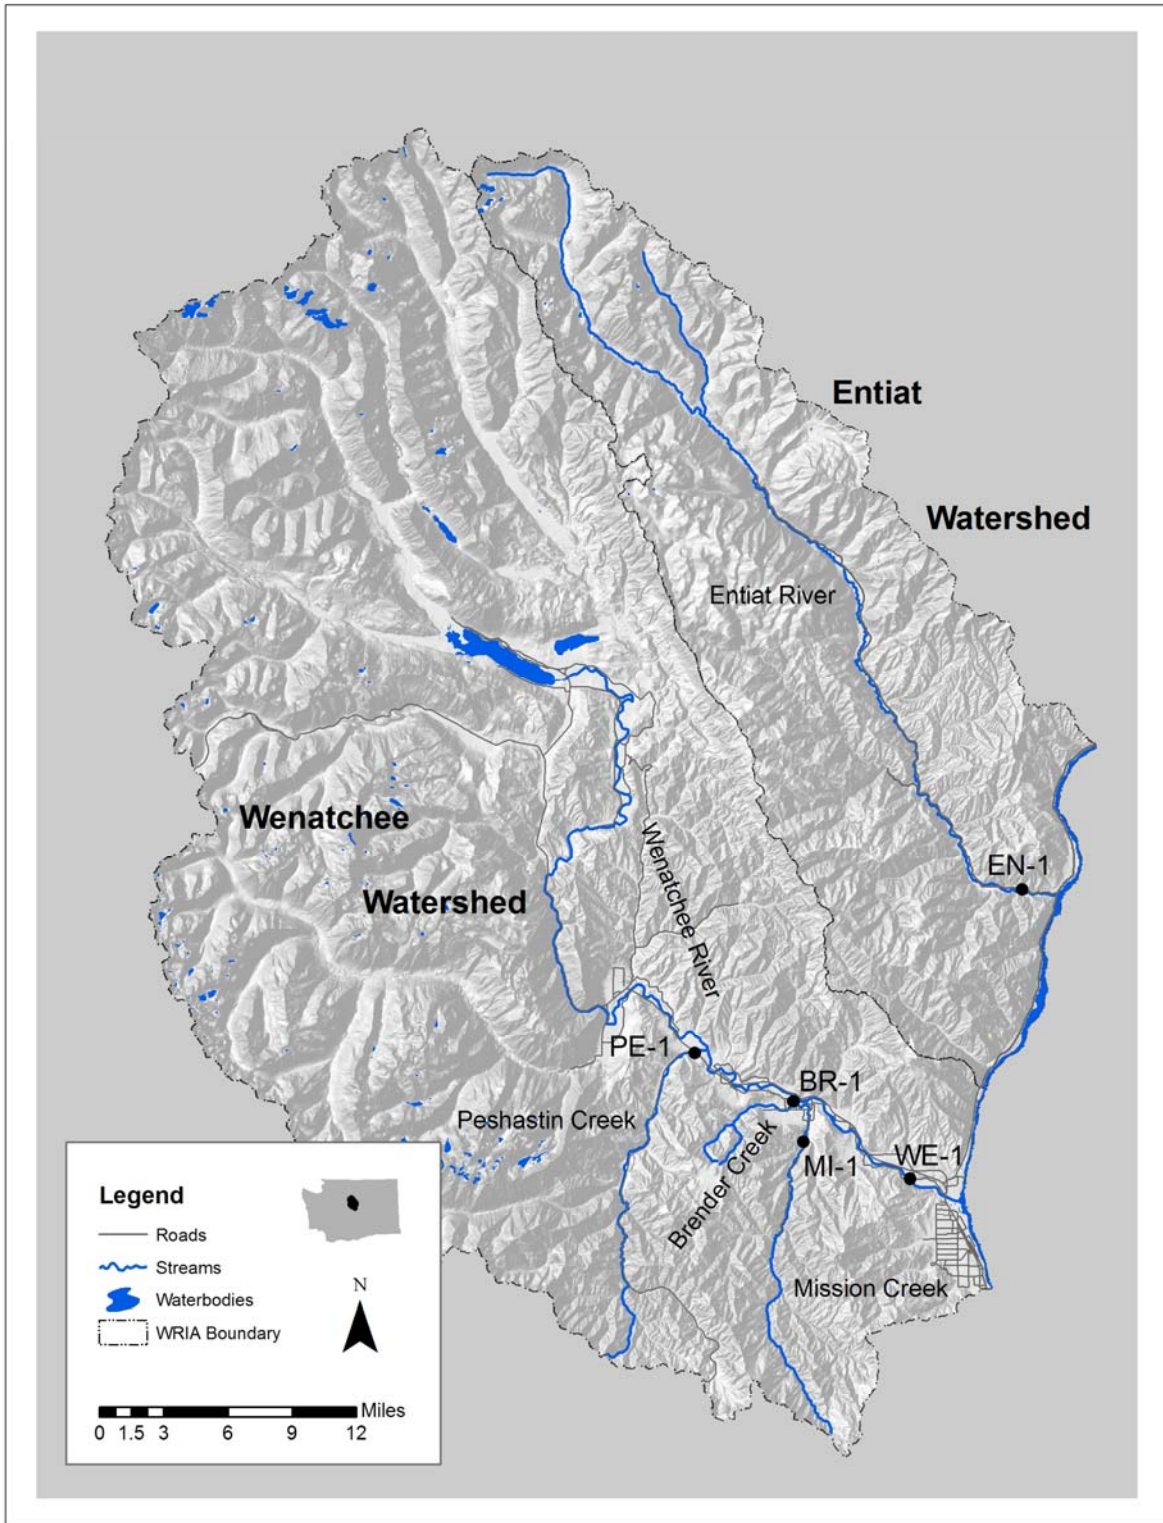 Entiat
Watershed
Entiat River
Wenatchee
Watershed
Wenatchee River
EN-1
PE-1
BR-1
Peshastin Creek
Brender Creek
MI-1
WE-1
Mission Creek
Legend
Roads
Streams
Waterbodies
WRIA Boundary
N
Miles
0 1.5 3 6 9 12